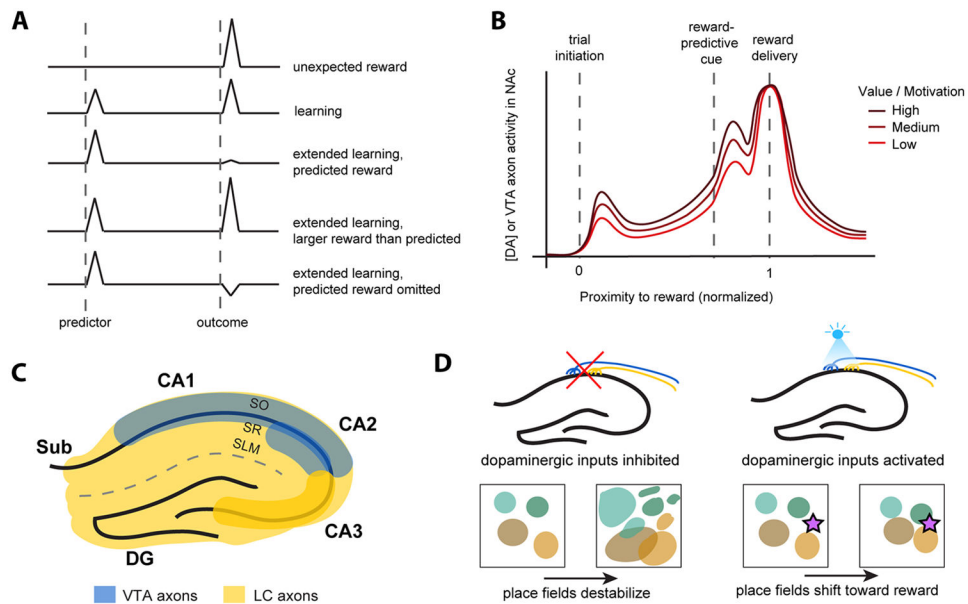 A
unexpected reward
learning
extended learning,
predicted reward
extended learning,
larger reward than predicted
extended learning,
predicted reward omitted
predictor
outcome
B
trial
initiation
reward-
predictive
cue
reward
delivery
[DA] or VTA axon activity in NAc
Value / Motivation
High
Medium
Low
0
1
Proximity to reward (normalized)
C
CA1
SO
CA2
SR
SLM
Sub
CA3
DG
VTA axons
LC axons
D
dopaminergic inputs inhibited
dopaminergic inputs activated
place fields destabilize
place fields shift toward reward